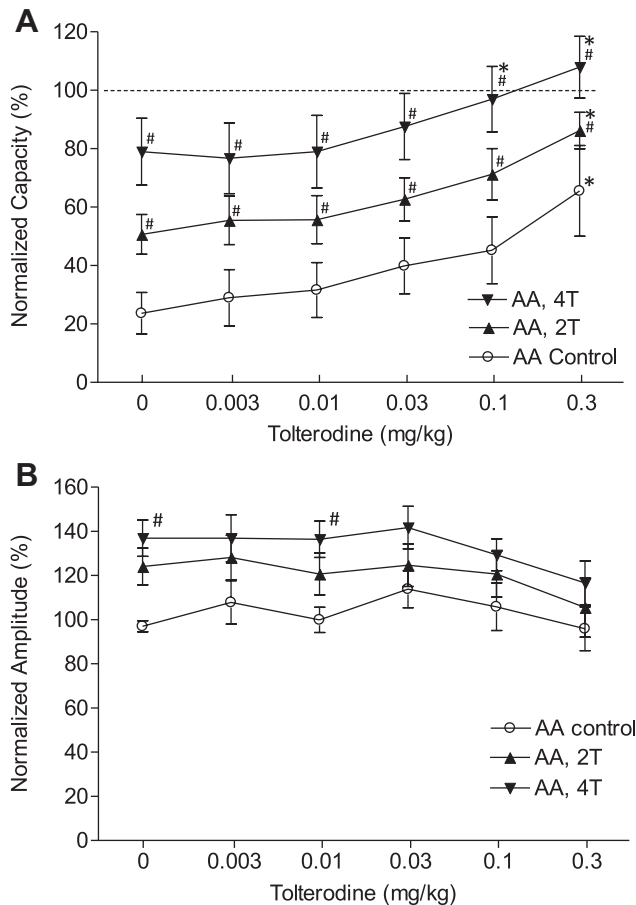 A
Normalized Capacity (%)
120
100
80
60
40
20
0
# # # # *# *#
# # # # # *#
*
AA, 4T
AA, 2T
AA Control
0 0.003 0.01 0.03 0.1 0.3
Tolterodine (mg/kg)
B
Normalized Amplitude (%)
160
140
120
100
80
60
40
20
0
# #
AA control
AA, 2T
AA, 4T
0 0.003 0.01 0.03 0.1 0.3
Tolterodine (mg/kg)